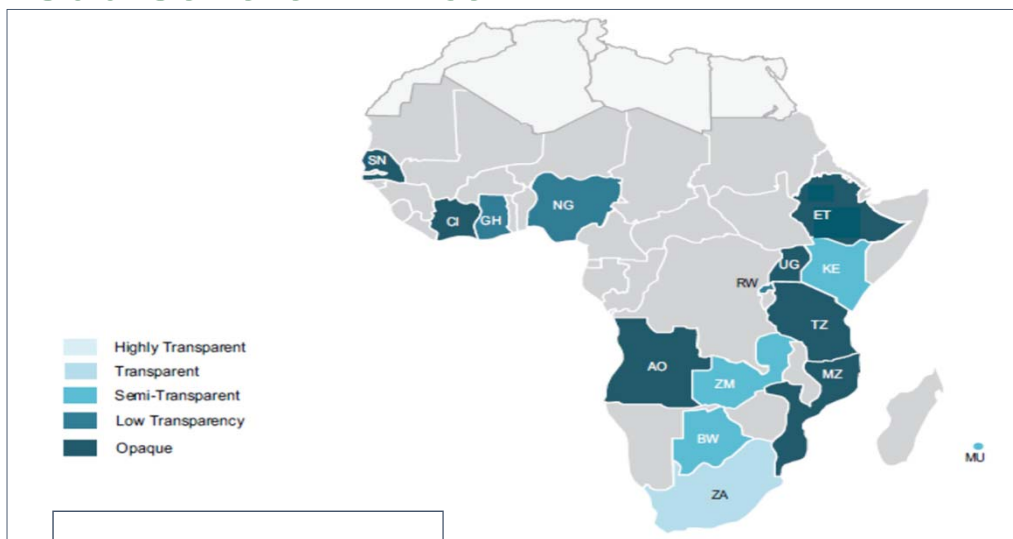 SN
CI
GH
NG
ET
UG
KE
RW
TZ
AO
MZ
ZM
BW
MU
ZA
Highly Transparent
Transparent
Semi-Transparent
Low Transparency
Opaque